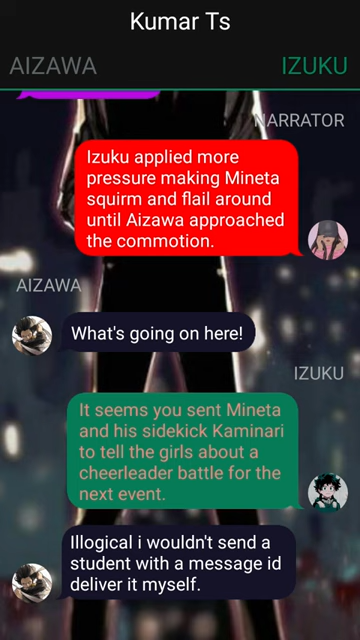 Kumar Ts
AIZAWA
IZUKU
NARRATOR
Izuku applied more
pressure making Mineta
squirm and flail around
until Aizawa approached
the commotion.
AIZAWA
What's going on here!
IZUKU
It seems you sent Mineta
and his sidekick Kaminari
to tell the girls about a
cheerleader battle for the
next event.
Illogical i wouldn't send a
student with a message id
deliver it myself.